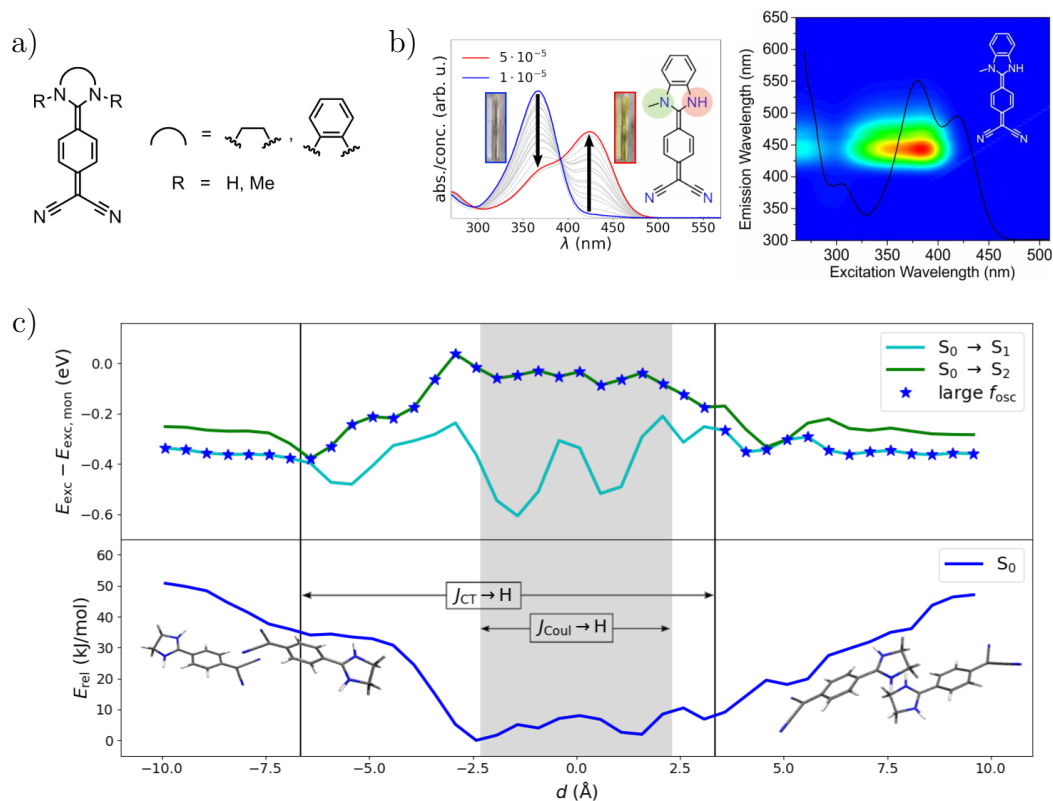 a)
R
N
N
R
N
N
=
,
R = H, Me
b)
abs./conc. (arb. u.)
5 · 10⁻⁵
1 · 10⁻⁵
N
NH
N
N
300 350 400 450 500 550
λ (nm)
Emission Wavelength (nm)
650
600
550
500
450
400
350
300
N
NH
N
N
300 350 400 450 510
Excitation Wavelength (nm)
c)
E_exc − E_exc, mon (eV)
0.0
−0.2
−0.4
−0.6
S₀ → S₁
S₀ → S₂
large f_osc
E_rel (kJ/mol)
60
50
40
30
20
10
0
S₀
J_CT → H
J_Coul → H
−10.0 −7.5 −5.0 −2.5 0.0 2.5 5.0 7.5 10.0
d (Å)